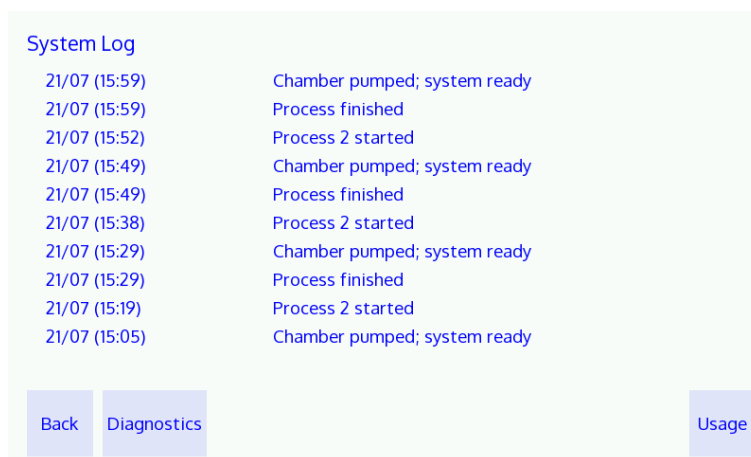 System Log
21/07 (15:59) Chamber pumped; system ready
21/07 (15:59) Process finished
21/07 (15:52) Process 2 started
21/07 (15:49) Chamber pumped; system ready
21/07 (15:49) Process finished
21/07 (15:38) Process 2 started
21/07 (15:29) Chamber pumped; system ready
21/07 (15:29) Process finished
21/07 (15:19) Process 2 started
21/07 (15:05) Chamber pumped; system ready
Back Diagnostics Usage